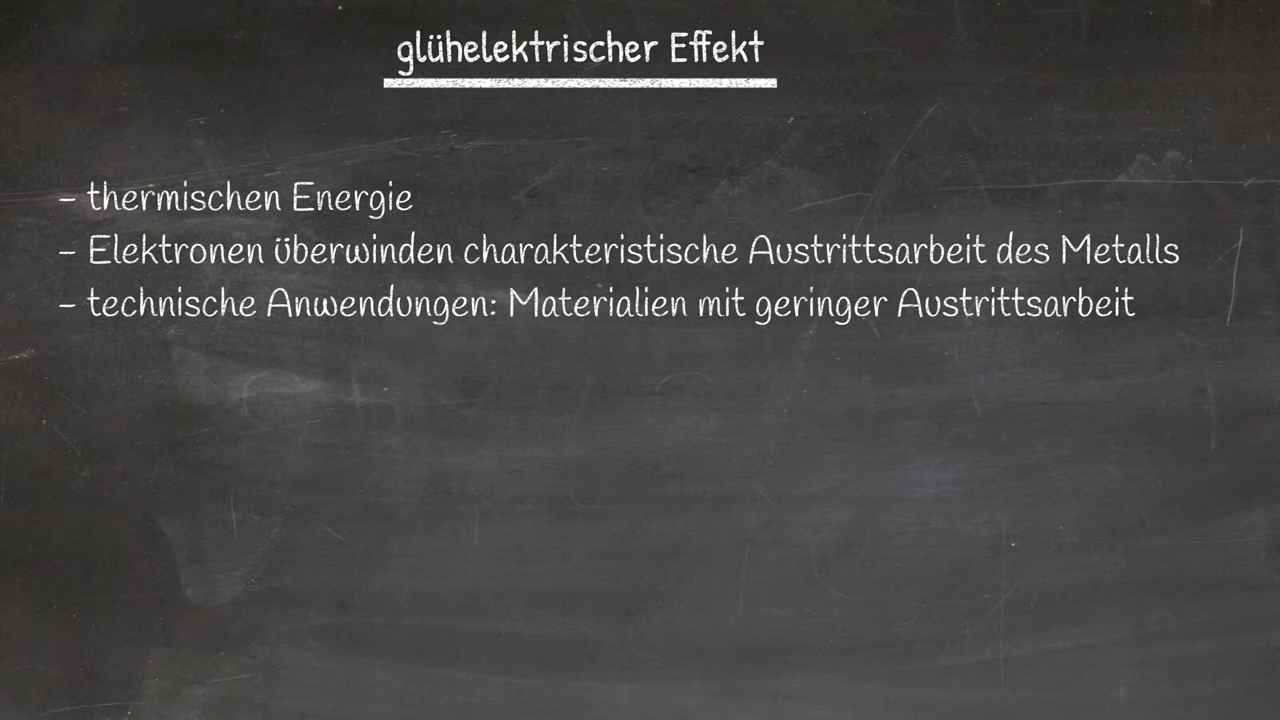 glühelektrischer Effekt
- thermischen Energie
- Elektronen überwinden charakteristische Austrittsarbeit des Metalls
- technische Anwendungen: Materialien mit geringer Austrittsarbeit